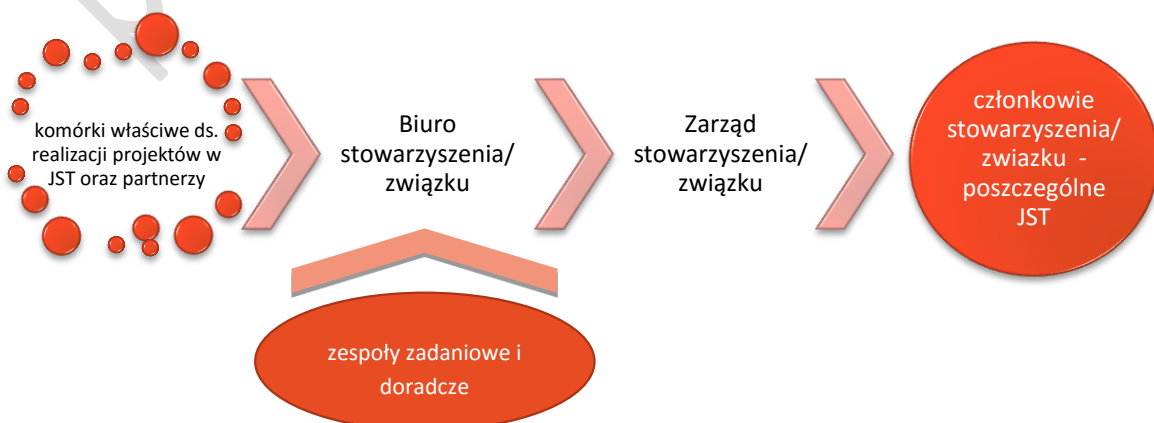 komórki właściwe ds.
realizacji projektów w
JST oraz partnerzy
Biuro
stowarzyszenia/
związku
Zarząd
stowarzyszenia/
związku
członkowie
stowarzyszenia/
zwiazku -
poszczególne
JST
zespoły zadaniowe i
doradcze